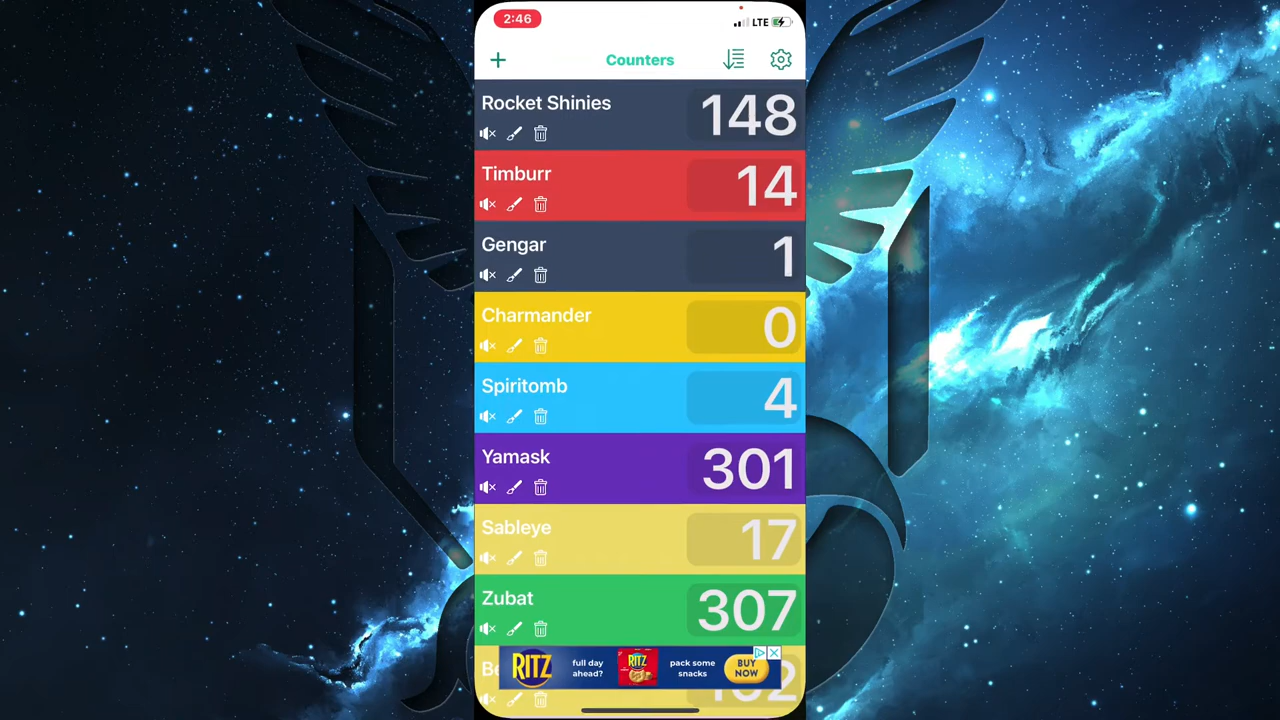 2:46
LTE
Counters
Rocket Shinies
148
Timburr
14
Gengar
1
Charmander
0
Spiritomb
4
Yamask
301
Sableye
17
Zubat
307
Be
RITZ
full day
ahead?
RITZ
pack some
snacks
BUY
NOW